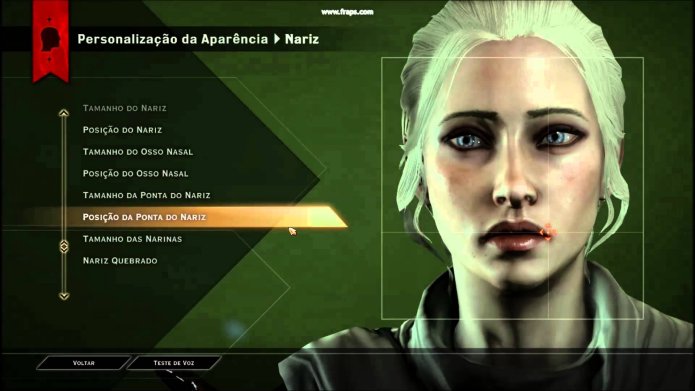 www.fraps.com
Personalização da Aparência ▸ Nariz
Tamanho do Nariz
Posição do Nariz
Tamanho do Osso Nasal
Posição do Osso Nasal
Tamanho da Ponta do Nariz
Posição da Ponta do Nariz
Tamanho das Narinas
Nariz Quebrado
Voltar
Teste de Voz